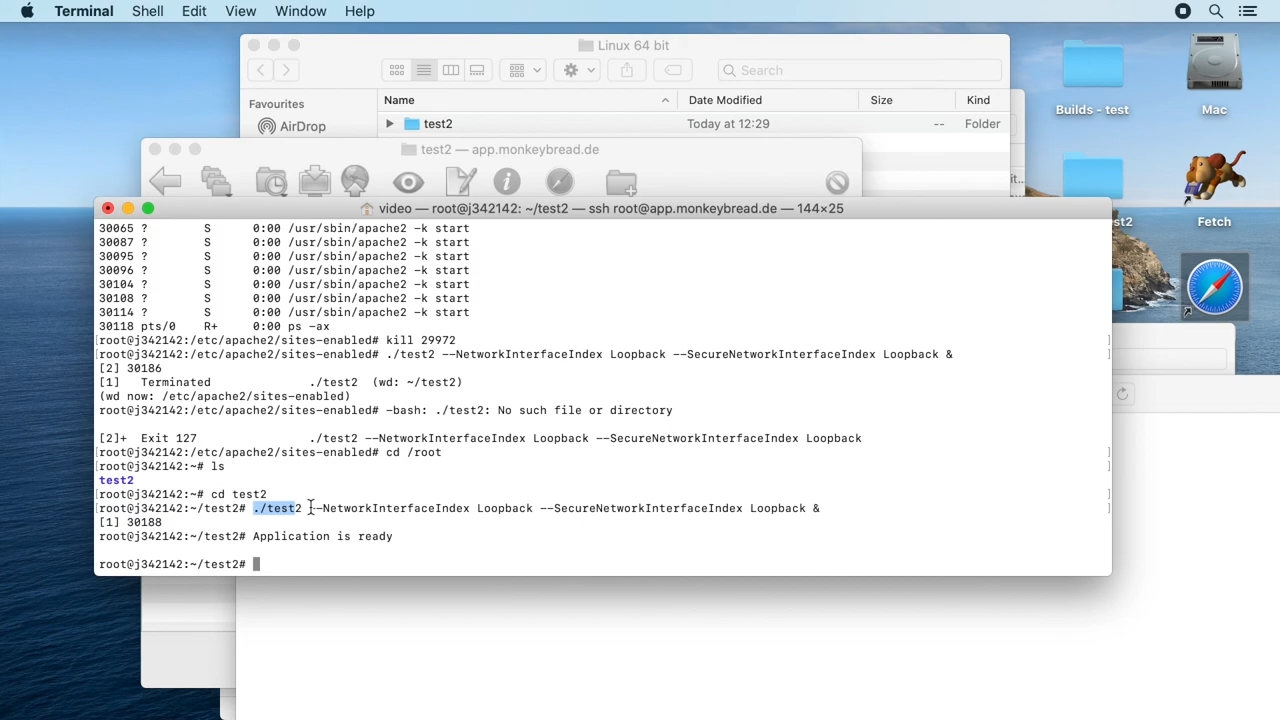 Terminal Shell Edit View Window Help
Linux 64 bit
Search
Favourites
Name Date Modified Size Kind
AirDrop
test2 Today at 12:29 -- Folder
Builds - test
Mac
test2 — app.monkeybread.de
it...
st2
Fetch
video — root@j342142: ~/test2 — ssh root@app.monkeybread.de — 144×25
30065 ? S 0:00 /usr/sbin/apache2 -k start
30087 ? S 0:00 /usr/sbin/apache2 -k start
30095 ? S 0:00 /usr/sbin/apache2 -k start
30096 ? S 0:00 /usr/sbin/apache2 -k start
30104 ? S 0:00 /usr/sbin/apache2 -k start
30108 ? S 0:00 /usr/sbin/apache2 -k start
30114 ? S 0:00 /usr/sbin/apache2 -k start
30118 pts/0 R+ 0:00 ps -ax
[root@j342142:/etc/apache2/sites-enabled# kill 29972 ]
[root@j342142:/etc/apache2/sites-enabled# ./test2 --NetworkInterfaceIndex Loopback --SecureNetworkInterfaceIndex Loopback & ]
[2] 30186
[1] Terminated ./test2 (wd: ~/test2)
(wd now: /etc/apache2/sites-enabled)
root@j342142:/etc/apache2/sites-enabled# -bash: ./test2: No such file or directory
[2]+ Exit 127 ./test2 --NetworkInterfaceIndex Loopback --SecureNetworkInterfaceIndex Loopback
[root@j342142:/etc/apache2/sites-enabled# cd /root ]
[root@j342142:~# ls ]
test2
[root@j342142:~# cd test2 ]
[root@j342142:~/test2# ./test2 --NetworkInterfaceIndex Loopback --SecureNetworkInterfaceIndex Loopback & ]
[1] 30188
root@j342142:~/test2# Application is ready
root@j342142:~/test2#